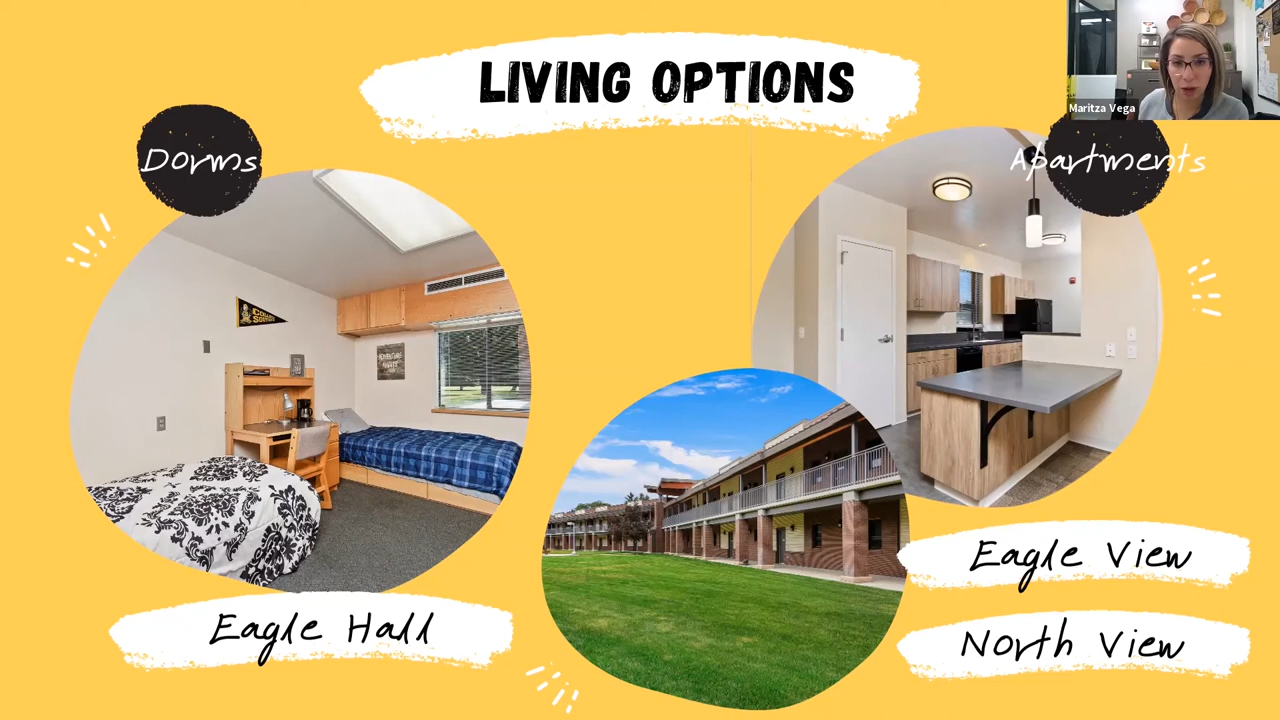 LIVING OPTIONS
Maritza Vega
Dorms
Apartments
Eagle Hall
Eagle View
North View